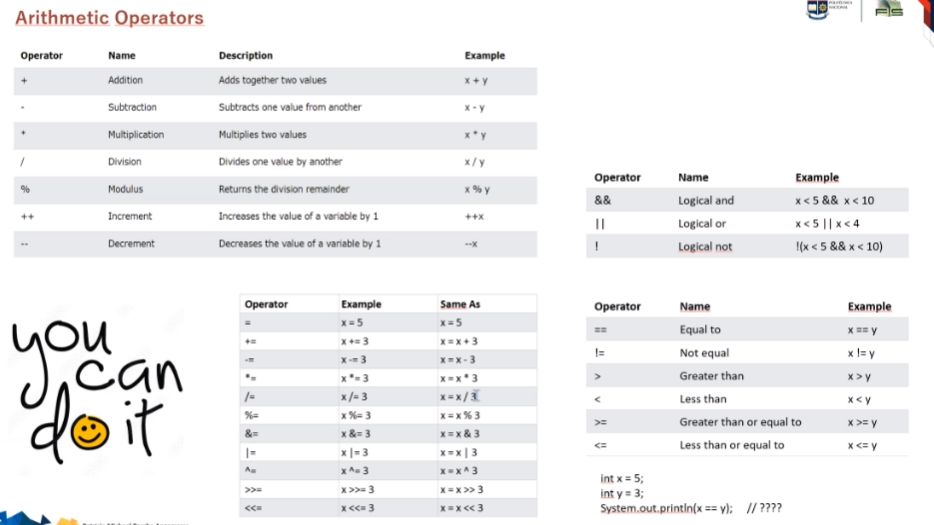 Arithmetic Operators
POLITÉCNICA
NACIONAL
Operator Name Description Example
+ Addition Adds together two values x + y
- Subtraction Subtracts one value from another x - y
* Multiplication Multiplies two values x * y
/ Division Divides one value by another x / y
% Modulus Returns the division remainder x % y
++ Increment Increases the value of a variable by 1 ++x
-- Decrement Decreases the value of a variable by 1 --x
Operator Name Example
&& Logical and x < 5 && x < 10
|| Logical or x < 5 || x < 4
! Logical not !(x < 5 && x < 10)
you
can
do it
Operator Example Same As
= x = 5 x = 5
+= x += 3 x = x + 3
-= x -= 3 x = x - 3
*= x *= 3 x = x * 3
/= x /= 3 x = x / 3
%= x %= 3 x = x % 3
&= x &= 3 x = x & 3
|= x |= 3 x = x | 3
^= x ^= 3 x = x ^ 3
>>= x >>= 3 x = x >> 3
<<= x <<= 3 x = x << 3
Operator Name Example
== Equal to x == y
!= Not equal x != y
> Greater than x > y
< Less than x < y
>= Greater than or equal to x >= y
<= Less than or equal to x <= y
int x = 5;
int y = 3;
System.out.println(x == y); // ????